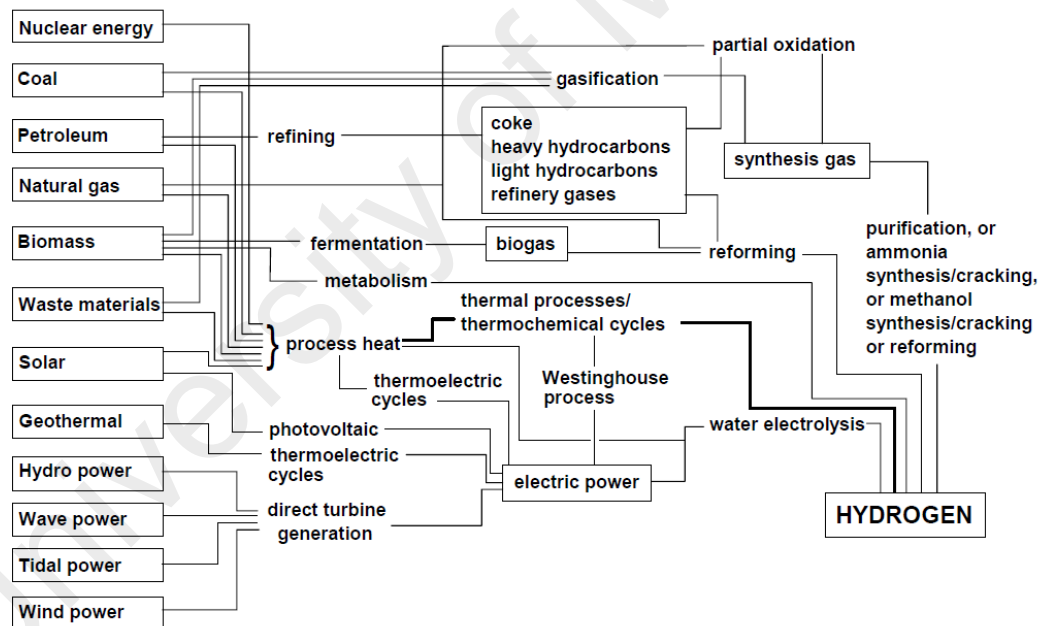 Nuclear energy
Coal
Petroleum
Natural gas
Biomass
Waste materials
Solar
Geothermal
Hydro power
Wave power
Tidal power
Wind power
refining
fermentation
metabolism
} process heat
thermoelectric
cycles
photovoltaic
thermoelectric
cycles
direct turbine
generation
partial oxidation
gasification
coke
heavy hydrocarbons
light hydrocarbons
refinery gases
biogas
thermal processes/
thermochemical cycles
Westinghouse
process
electric power
synthesis gas
reforming
water electrolysis
purification, or
ammonia
synthesis/cracking,
or methanol
synthesis/cracking
or reforming
HYDROGEN
University of M